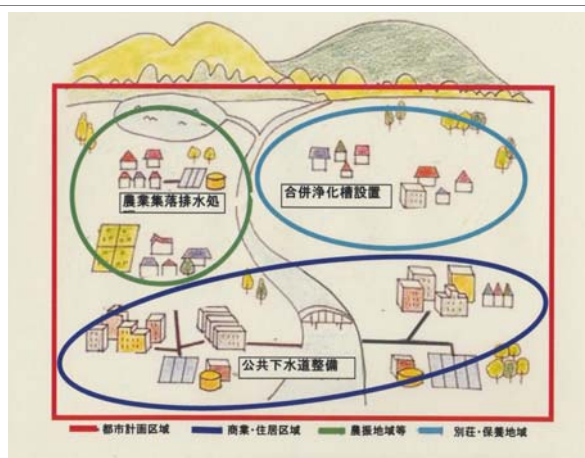 農業集落排水処
合併浄化槽設置
公共下水道整備
都市計画区域 商業・住居区域 農振地域等 別荘・保養地域